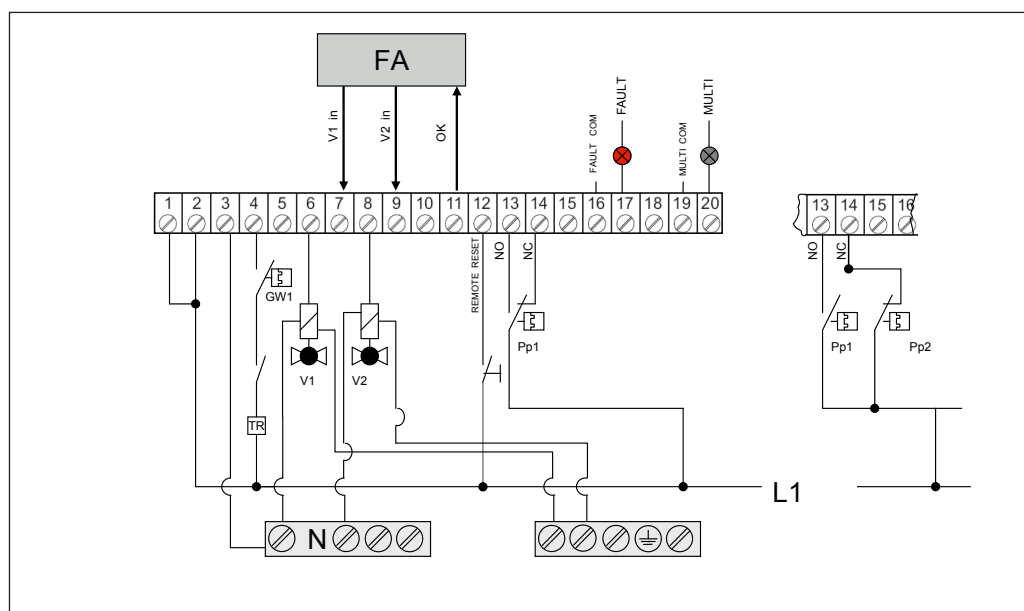 FA
V1 in
V2 in
OK
FAULT COM
FAULT
MULTI COM
MULTI
1 2 3 4 5 6 7 8 9 10 11 12 13 14 15 16 17 18 19 20
13 14 15 16
REMOTE RESET
NO
NC
NO
NC
GW1
Pp1
Pp1
Pp2
V1
V2
TR
L1
N